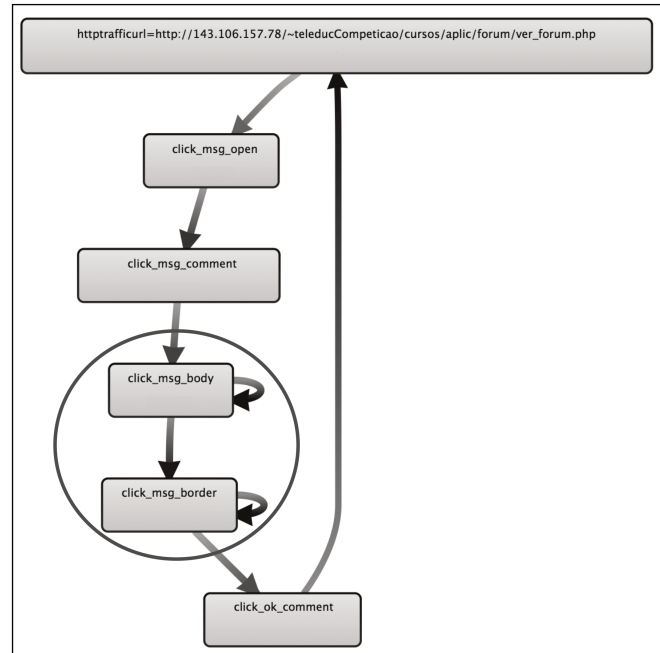 httptrafficurl=http://143.106.157.78/~teleducCompeticao/cursos/aplic/forum/ver_forum.php
click_msg_open
click_msg_comment
click_msg_body
click_msg_border
click_ok_comment